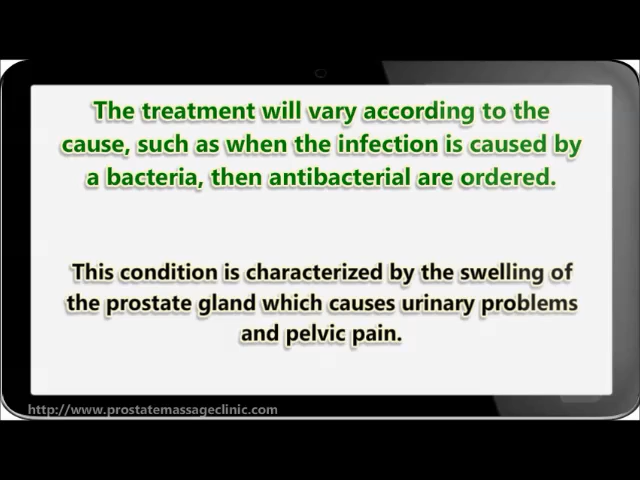 The treatment will vary according to the
cause, such as when the infection is caused by
a bacteria, then antibacterial are ordered.
This condition is characterized by the swelling of
the prostate gland which causes urinary problems
and pelvic pain.
http://www.prostatemassageclinic.com